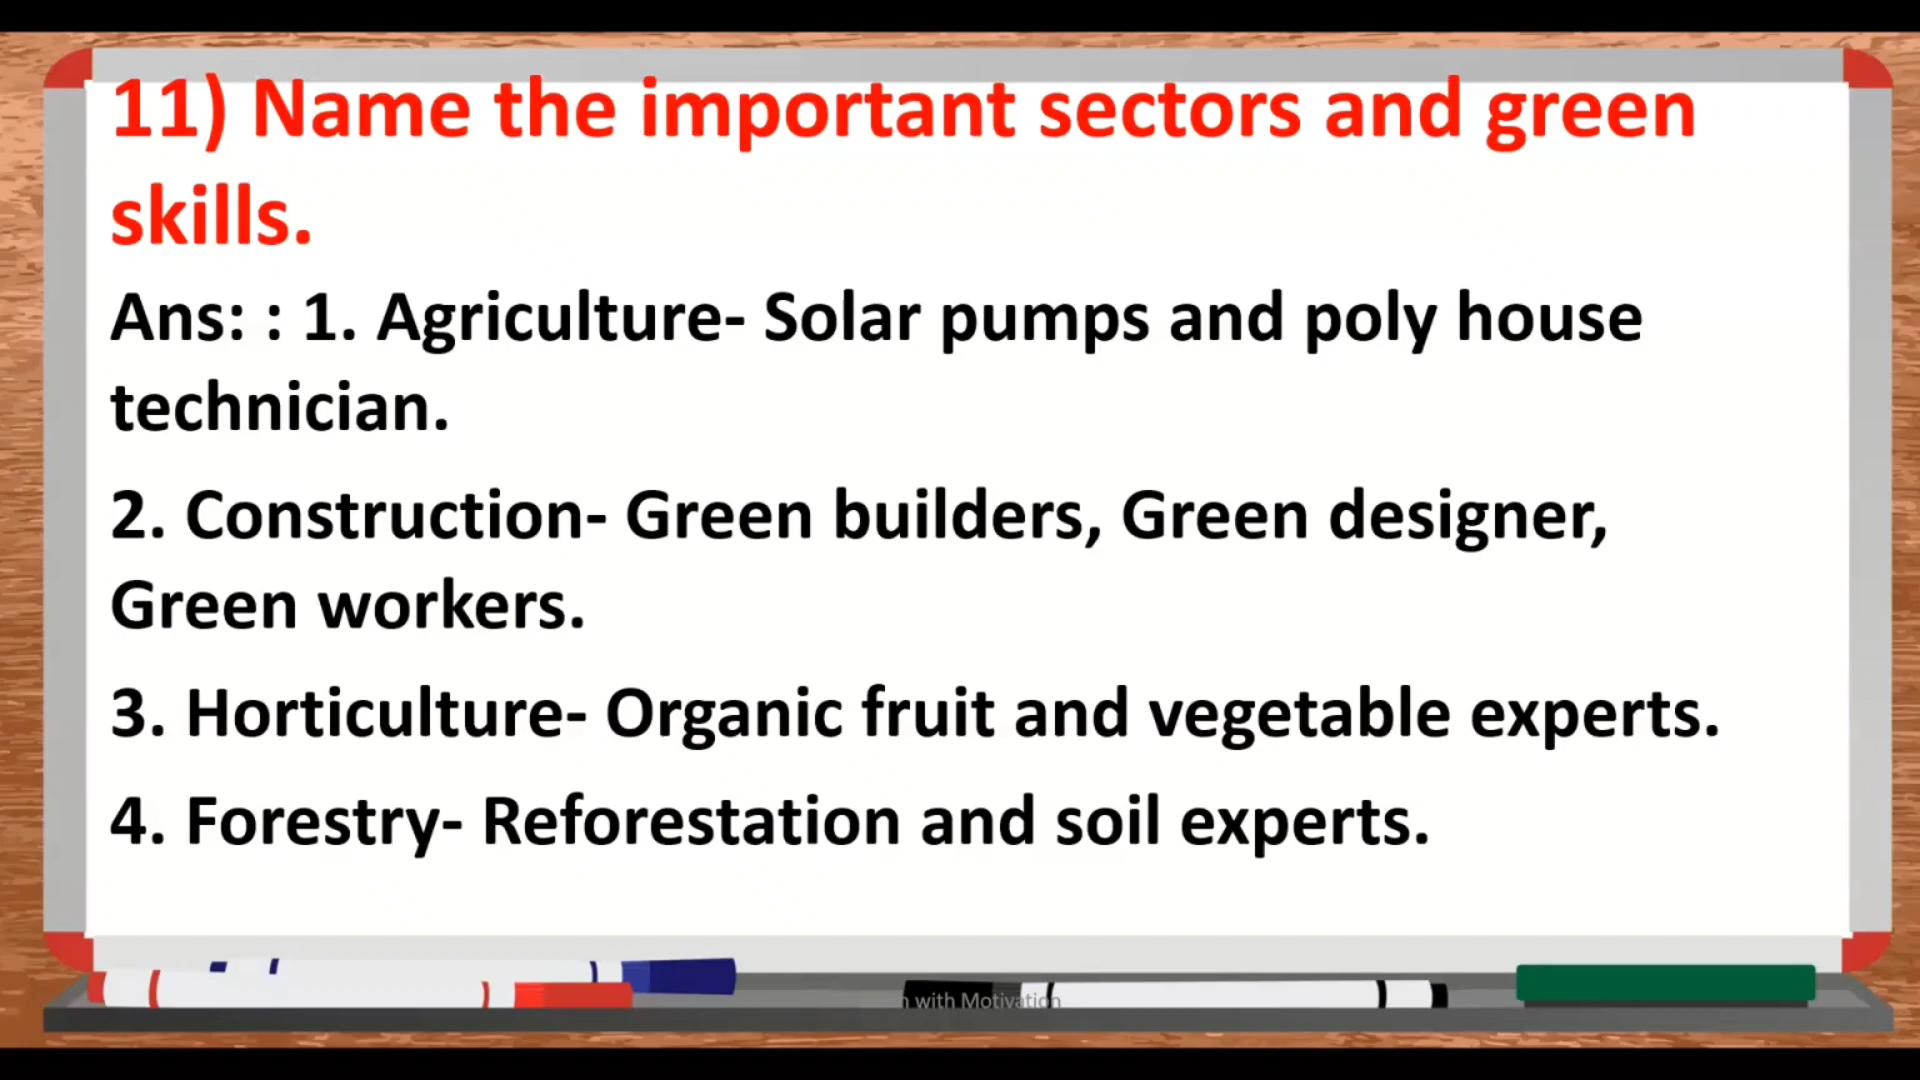 11) Name the important sectors and green
skills.
Ans: : 1. Agriculture- Solar pumps and poly house
technician.
2. Construction- Green builders, Green designer,
Green workers.
3. Horticulture- Organic fruit and vegetable experts.
4. Forestry- Reforestation and soil experts.
with Motivation